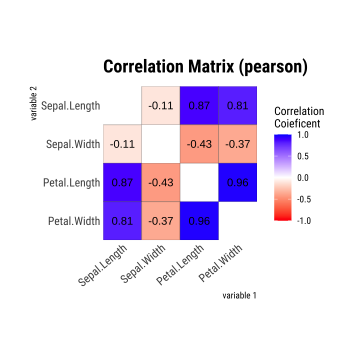 Correlation Matrix (pearson)
variable 2
Sepal.Length -0.11 0.87 0.81
Sepal.Width -0.11 -0.43 -0.37
Petal.Length 0.87 -0.43 0.96
Petal.Width 0.81 -0.37 0.96
Sepal.Length Sepal.Width Petal.Length Petal.Width
variable 1
Correlation
Coieficent
1.0
0.5
0.0
-0.5
-1.0